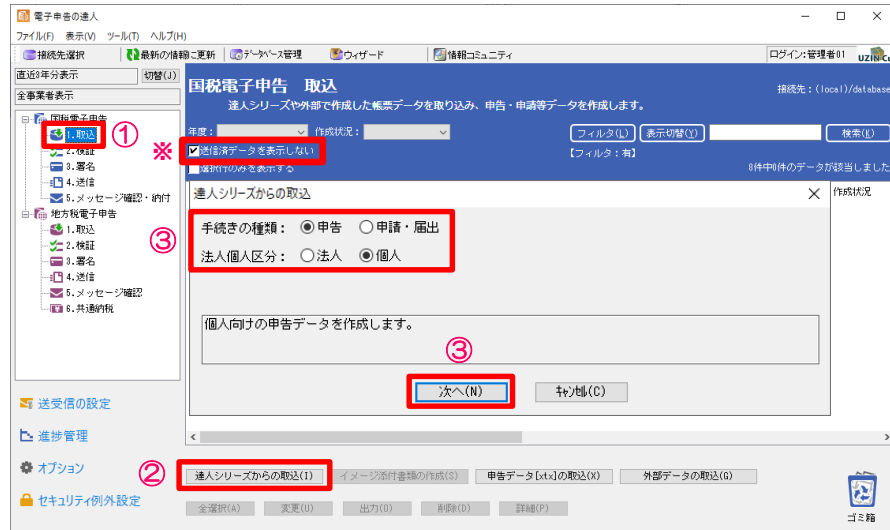 電子申告の達人
ファイル(F) 表示(V) ツール(T) ヘルプ(H)
接続先選択 最新の情報に更新 データベース管理 ウィザード 情報コミュニティ ログイン:管理者01 UZIN Cu
直近3年分表示 切替(J)
全事業者表示
国税電子申告
1.取込 ①
2.検証
3.署名
4.送信
5.メッセージ確認・納付
地方税電子申告
1.取込
2.検証
3.署名
4.送信
5.メッセージ確認
6.共通納税
送受信の設定
進捗管理
オプション
セキュリティ例外設定
国税電子申告 取込
接続先:(local)/database
達人シリーズや外部で作成した帳票データを取り込み、申告・申請等データを作成します。
年度: 作成状況: フィルタ(L) 表示切替(Y) 検索(K)
※ 送信済データを表示しない 【フィルタ:有】
選択行のみを表示する 8件中0件のデータが該当しました
作成状況
達人シリーズからの取込
③ 手続きの種類: 申告 申請・届出
法人個人区分: 法人 個人
個人向けの申告データを作成します。
③
次へ(N) キャンセル(C)
② 達人シリーズからの取込(I) イメージ添付書類の作成(S) 申告データ[xtx]の取込(X) 外部データの取込(G)
全選択(A) 変更(U) 出力(O) 削除(D) 詳細(P)
ゴミ箱